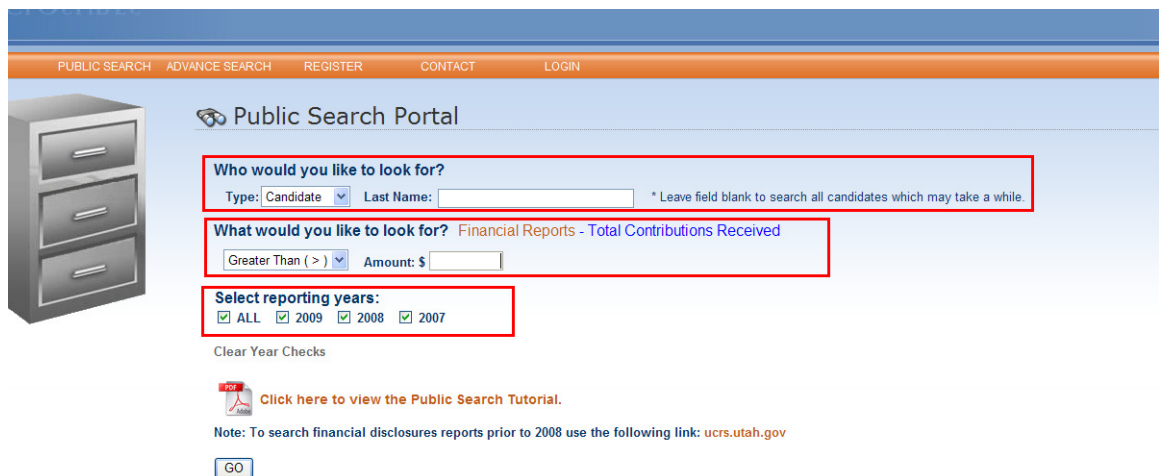 PUBLIC SEARCH ADVANCE SEARCH REGISTER CONTACT LOGIN
Public Search Portal
Who would you like to look for?
Type: Candidate Last Name: * Leave field blank to search all candidates which may take a while.
What would you like to look for? Financial Reports - Total Contributions Received
Greater Than ( > ) Amount: $
Select reporting years:
ALL 2009 2008 2007
Clear Year Checks
PDF
Adobe
Click here to view the Public Search Tutorial.
Note: To search financial disclosures reports prior to 2008 use the following link: ucrs.utah.gov
GO